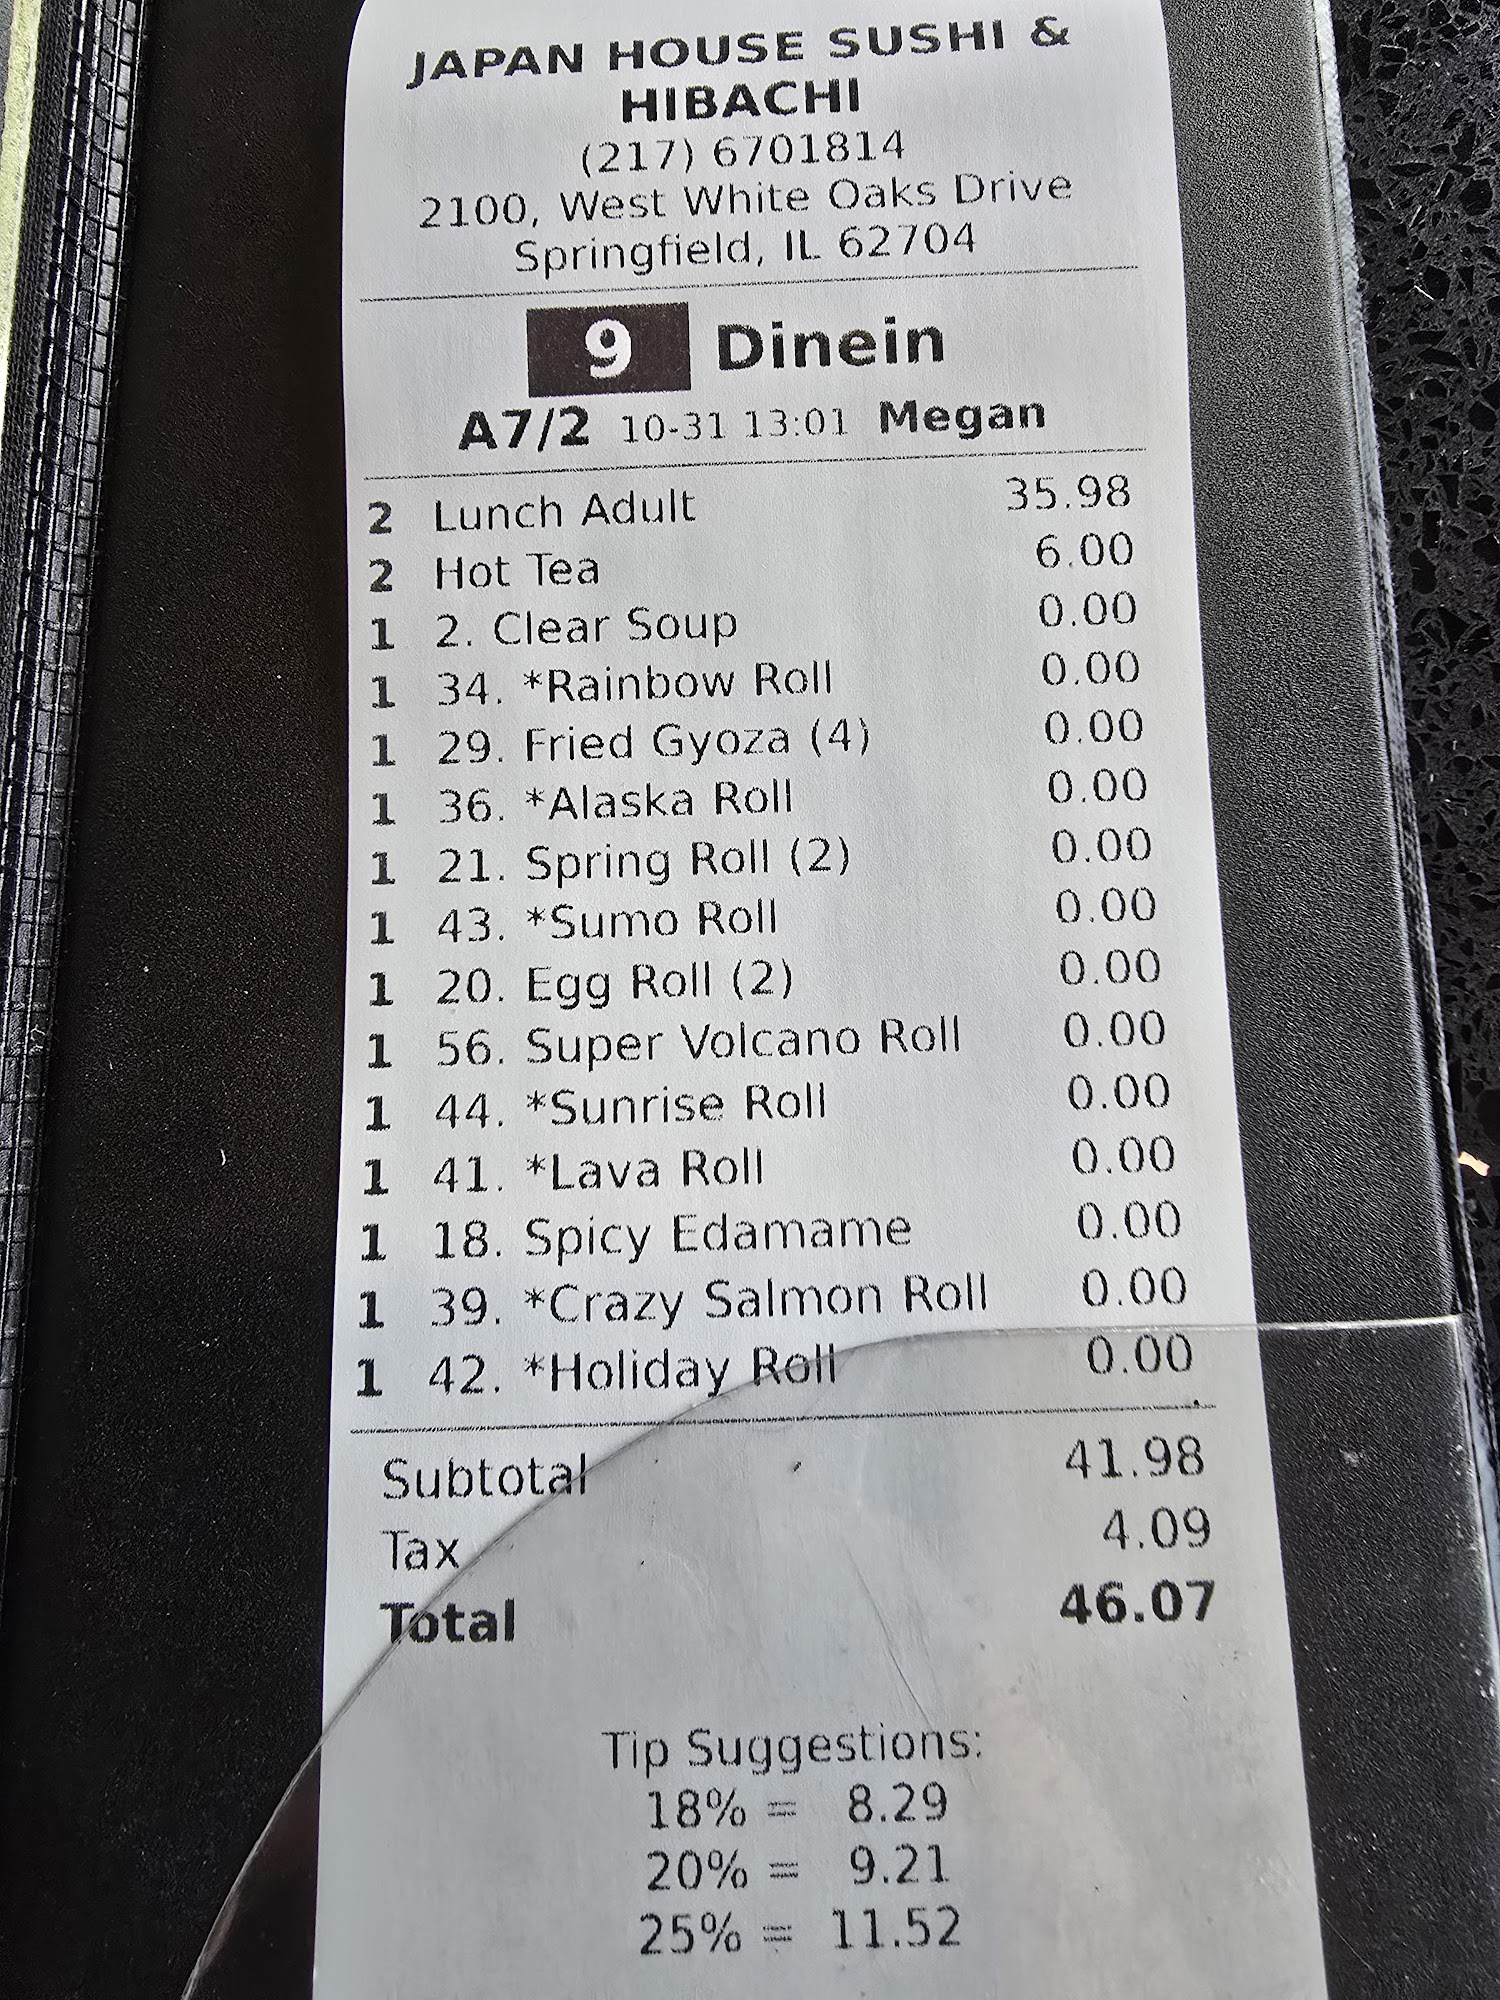 JAPAN HOUSE SUSHI &
HIBACHI
(217) 6701814
2100, West White Oaks Drive
Springfield, IL 62704
9 Dinein
A7/2 10-31 13:01 Megan
2 Lunch Adult 35.98
2 Hot Tea 6.00
1 2. Clear Soup 0.00
1 34. *Rainbow Roll 0.00
1 29. Fried Gyoza (4) 0.00
1 36. *Alaska Roll 0.00
1 21. Spring Roll (2) 0.00
1 43. *Sumo Roll 0.00
1 20. Egg Roll (2) 0.00
1 56. Super Volcano Roll 0.00
1 44. *Sunrise Roll 0.00
1 41. *Lava Roll 0.00
1 18. Spicy Edamame 0.00
1 39. *Crazy Salmon Roll 0.00
1 42. *Holiday Roll 0.00
Subtotal 41.98
Tax 4.09
Total 46.07
Tip Suggestions:
18% = 8.29
20% = 9.21
25% = 11.52